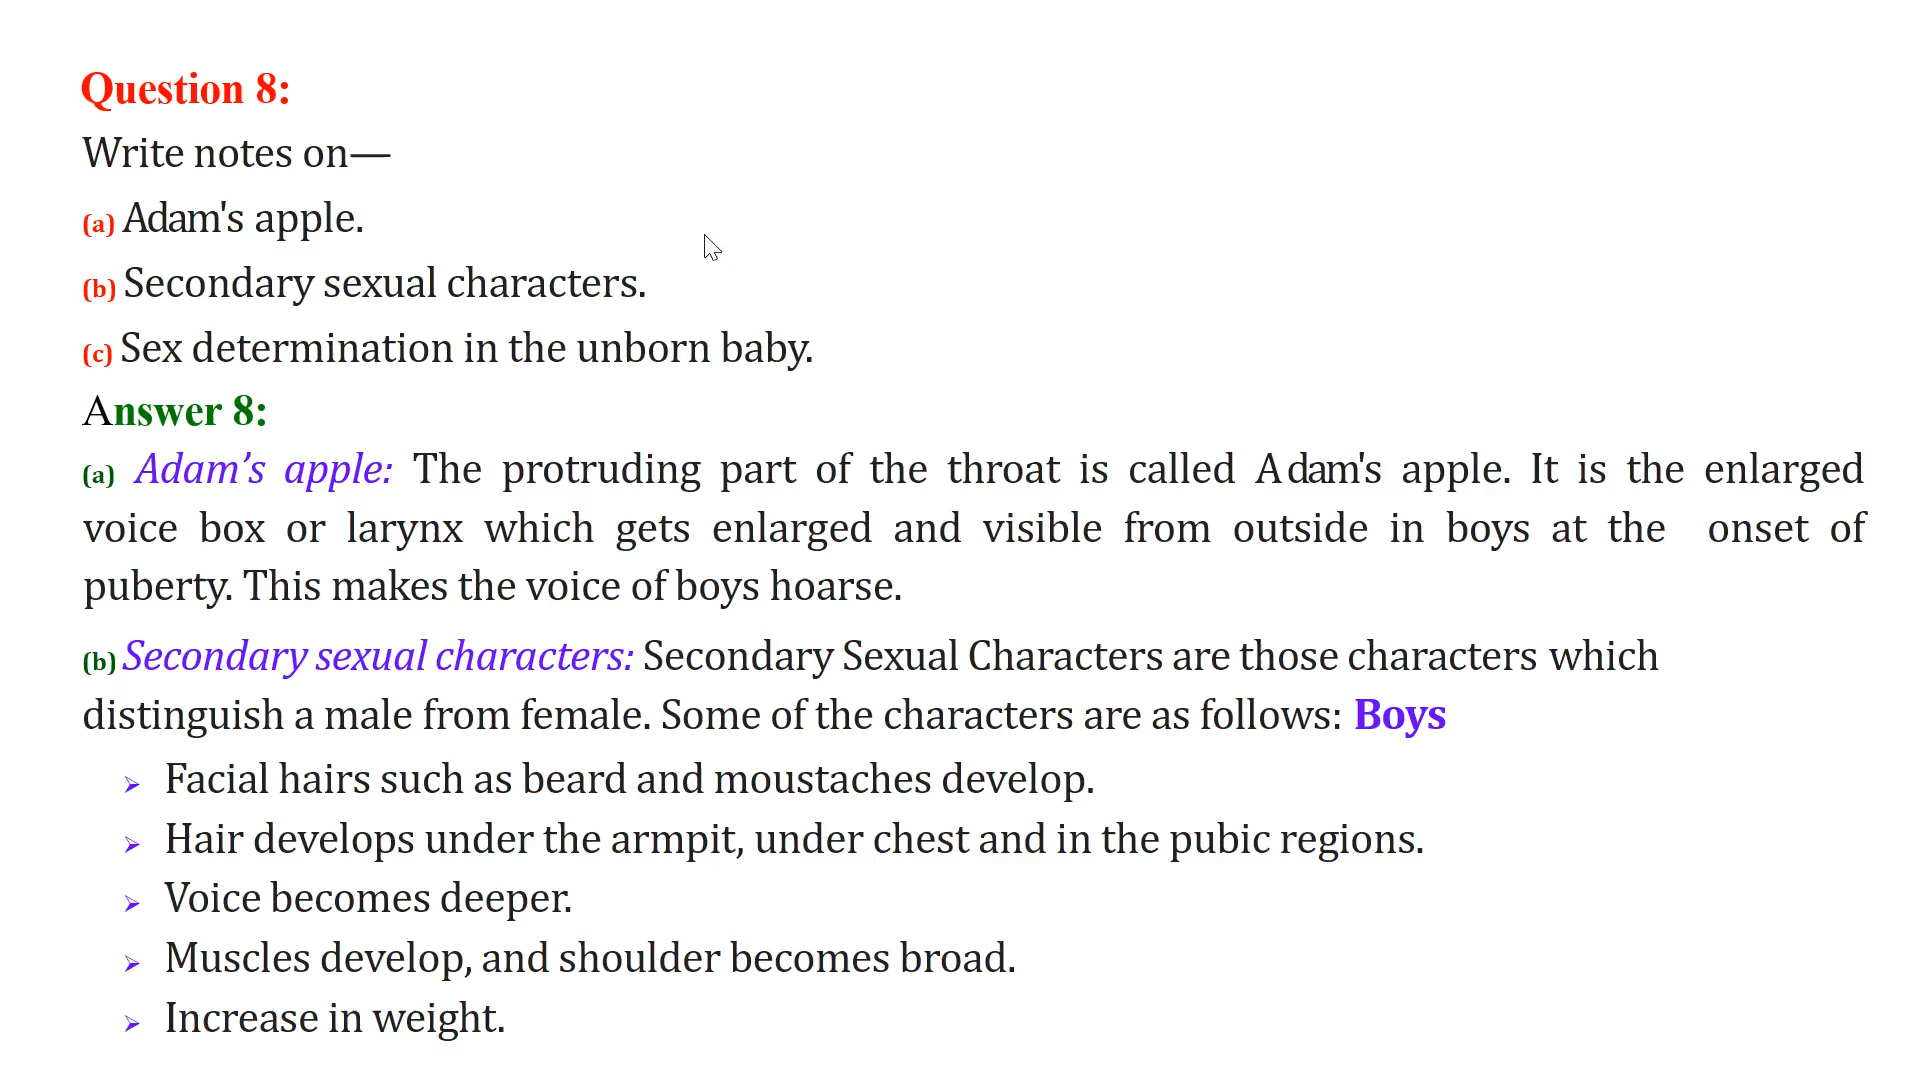 Question 8:
Write notes on—
(a) Adam's apple.
(b) Secondary sexual characters.
(c) Sex determination in the unborn baby.
Answer 8:
(a) Adam’s apple: The protruding part of the throat is called Adam's apple. It is the enlarged
voice box or larynx which gets enlarged and visible from outside in boys at the onset of
puberty. This makes the voice of boys hoarse.
(b) Secondary sexual characters: Secondary Sexual Characters are those characters which
distinguish a male from female. Some of the characters are as follows: Boys
➢ Facial hairs such as beard and moustaches develop.
➢ Hair develops under the armpit, under chest and in the pubic regions.
➢ Voice becomes deeper.
➢ Muscles develop, and shoulder becomes broad.
➢ Increase in weight.